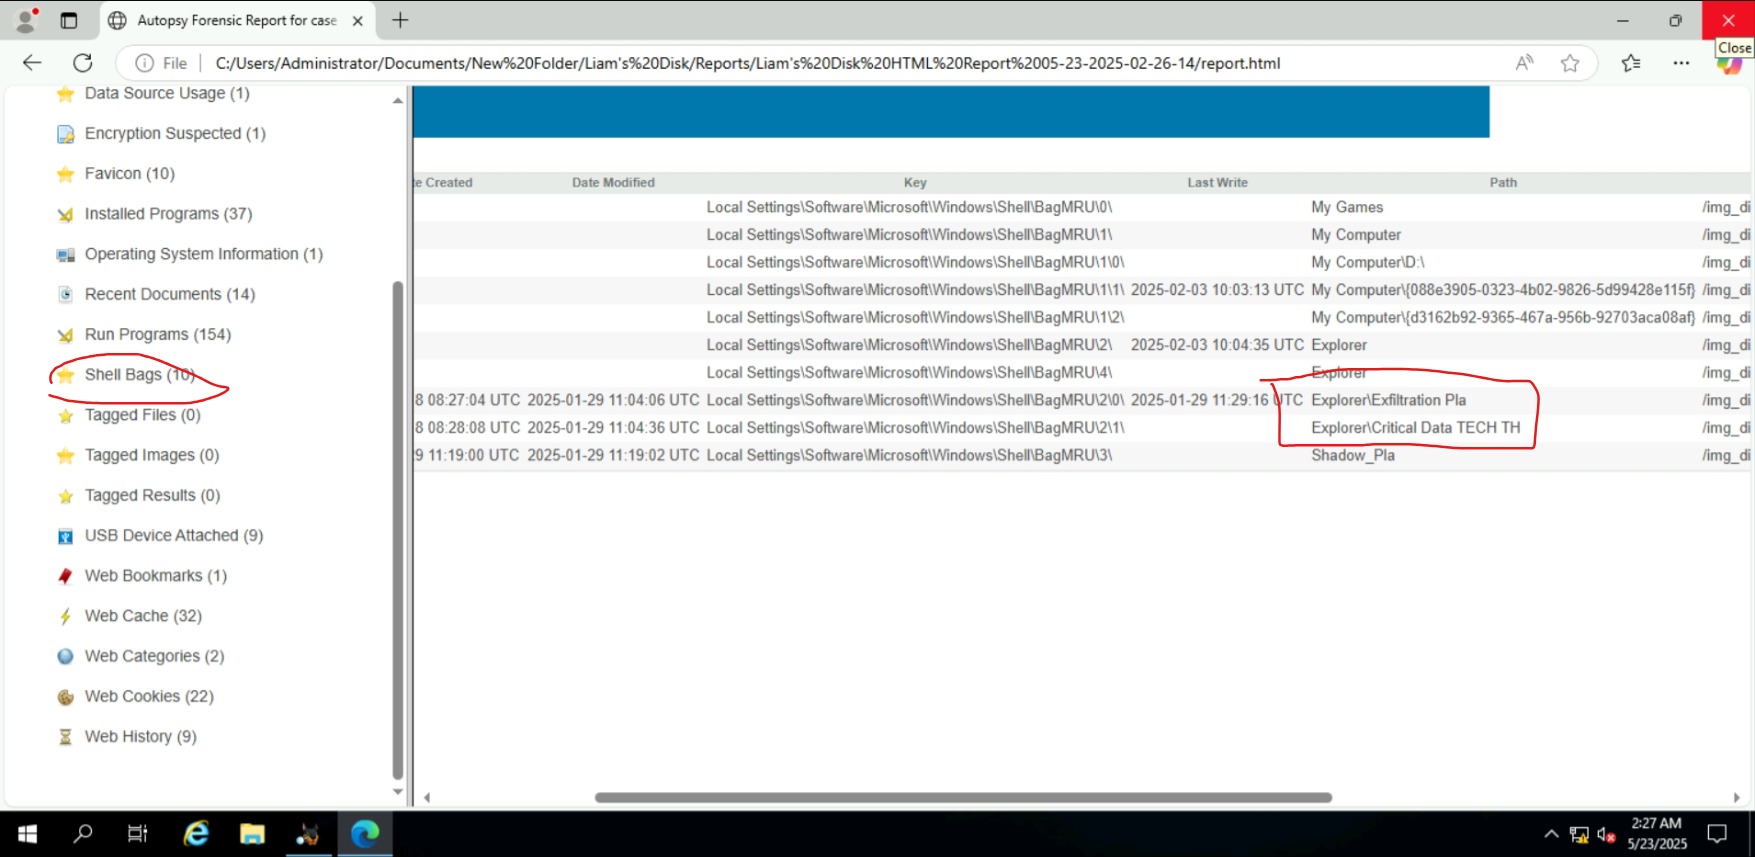 Autopsy Forensic Report for case
Close
File C:/Users/Administrator/Documents/New%20Folder/Liam's%20Disk/Reports/Liam's%20Disk%20HTML%20Report%2005-23-2025-02-26-14/report.html
Data Source Usage (1)
Encryption Suspected (1)
Favicon (10)
Installed Programs (37)
Operating System Information (1)
Recent Documents (14)
Run Programs (154)
Shell Bags (10)
Tagged Files (0)
Tagged Images (0)
Tagged Results (0)
USB Device Attached (9)
Web Bookmarks (1)
Web Cache (32)
Web Categories (2)
Web Cookies (22)
Web History (9)
te Created Date Modified Key Last Write Path
Local Settings\Software\Microsoft\Windows\Shell\BagMRU\0\ My Games /img_di
Local Settings\Software\Microsoft\Windows\Shell\BagMRU\1\ My Computer /img_di
Local Settings\Software\Microsoft\Windows\Shell\BagMRU\1\0\ My Computer\D:\ /img_di
Local Settings\Software\Microsoft\Windows\Shell\BagMRU\1\1\ 2025-02-03 10:03:13 UTC My Computer\{088e3905-0323-4b02-9826-5d99428e115f} /img_di
Local Settings\Software\Microsoft\Windows\Shell\BagMRU\1\2\ My Computer\{d3162b92-9365-467a-956b-92703aca08af} /img_di
Local Settings\Software\Microsoft\Windows\Shell\BagMRU\2\ 2025-02-03 10:04:35 UTC Explorer /img_di
Local Settings\Software\Microsoft\Windows\Shell\BagMRU\4\ Explorer /img_di
8 08:27:04 UTC 2025-01-29 11:04:06 UTC Local Settings\Software\Microsoft\Windows\Shell\BagMRU\2\0\ 2025-01-29 11:29:16 UTC Explorer\Exfiltration Pla /img_di
8 08:28:08 UTC 2025-01-29 11:04:36 UTC Local Settings\Software\Microsoft\Windows\Shell\BagMRU\2\1\ Explorer\Critical Data TECH TH /img_di
9 11:19:00 UTC 2025-01-29 11:19:02 UTC Local Settings\Software\Microsoft\Windows\Shell\BagMRU\3\ Shadow_Pla /img_di
2:27 AM
5/23/2025